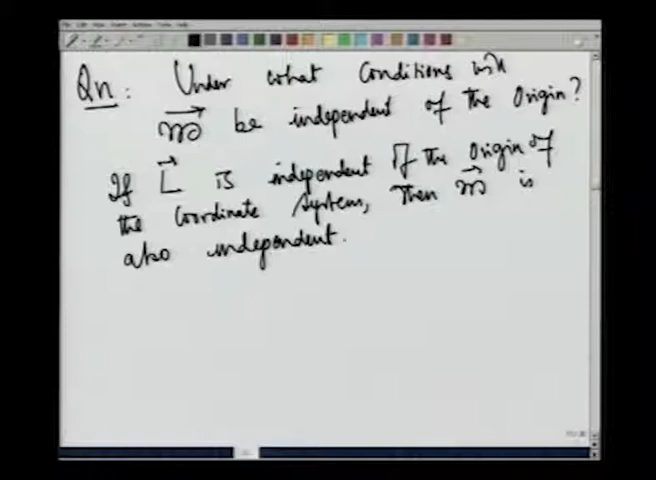 Qn: Under what conditions will
m⃗ be independent of the Origin?
If L⃗ is independent of the Origin of
the Coordinate System, then m⃗ is
also independent.